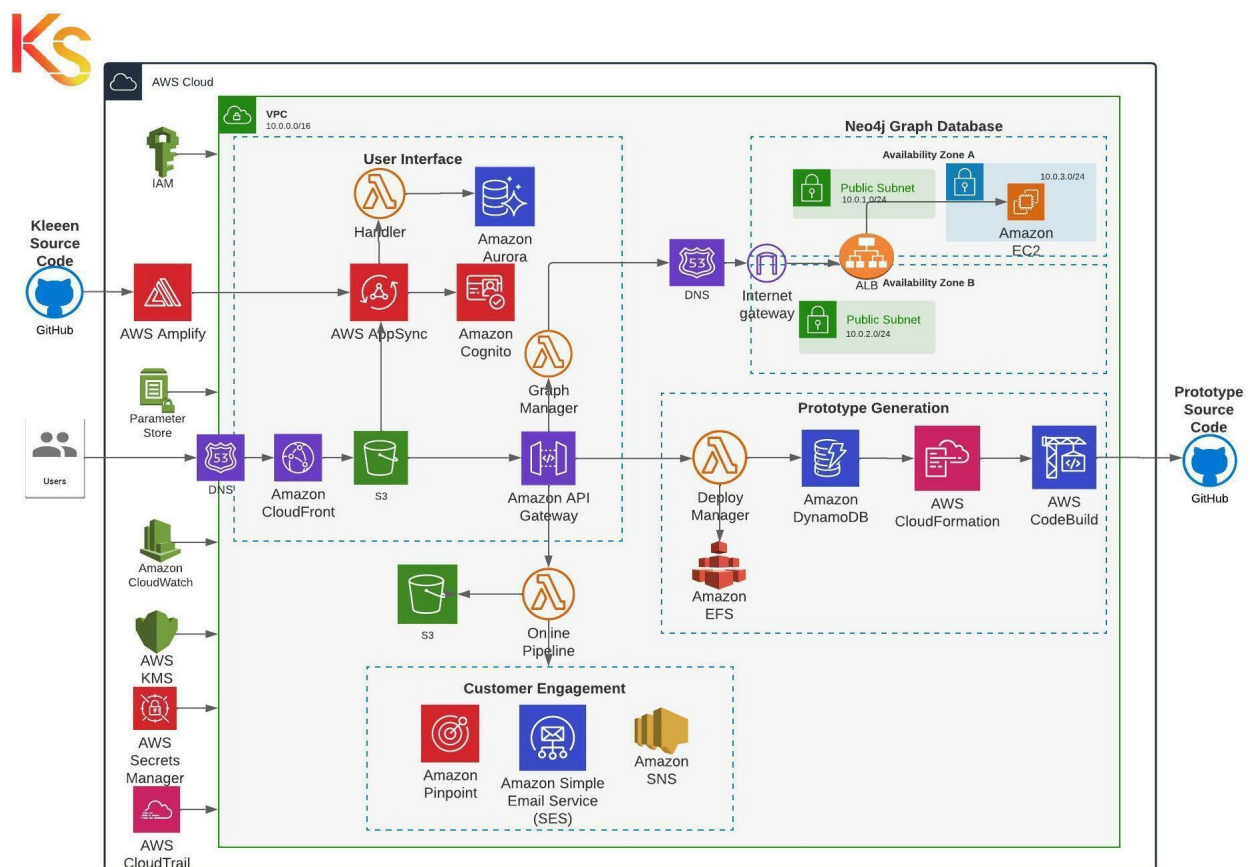 KS
AWS Cloud
VPC
10.0.0.0/16
IAM
Kleeen
Source
Code
GitHub
AWS Amplify
Parameter
Store
Users
DNS
53
Amazon
CloudWatch
AWS
KMS
AWS
Secrets
Manager
AWS
CloudTrail
User Interface
Handler
Amazon
Aurora
AWS AppSync
Amazon
Cognito
Graph
Manager
Amazon
CloudFront
S3
Amazon API
Gateway
S3
Online
Pipeline
Customer Engagement
Amazon
Pinpoint
Amazon Simple
Email Service
(SES)
Amazon
SNS
Neo4j Graph Database
Availability Zone A
Public Subnet
10.0.1.0/24
10.0.3.0/24
Amazon
EC2
53
DNS
Internet
gateway
ALB
Availability Zone B
Public Subnet
10.0.2.0/24
Prototype Generation
Deploy
Manager
Amazon
DynamoDB
AWS
CloudFormation
AWS
CodeBuild
Amazon
EFS
Prototype
Source
Code
GitHub